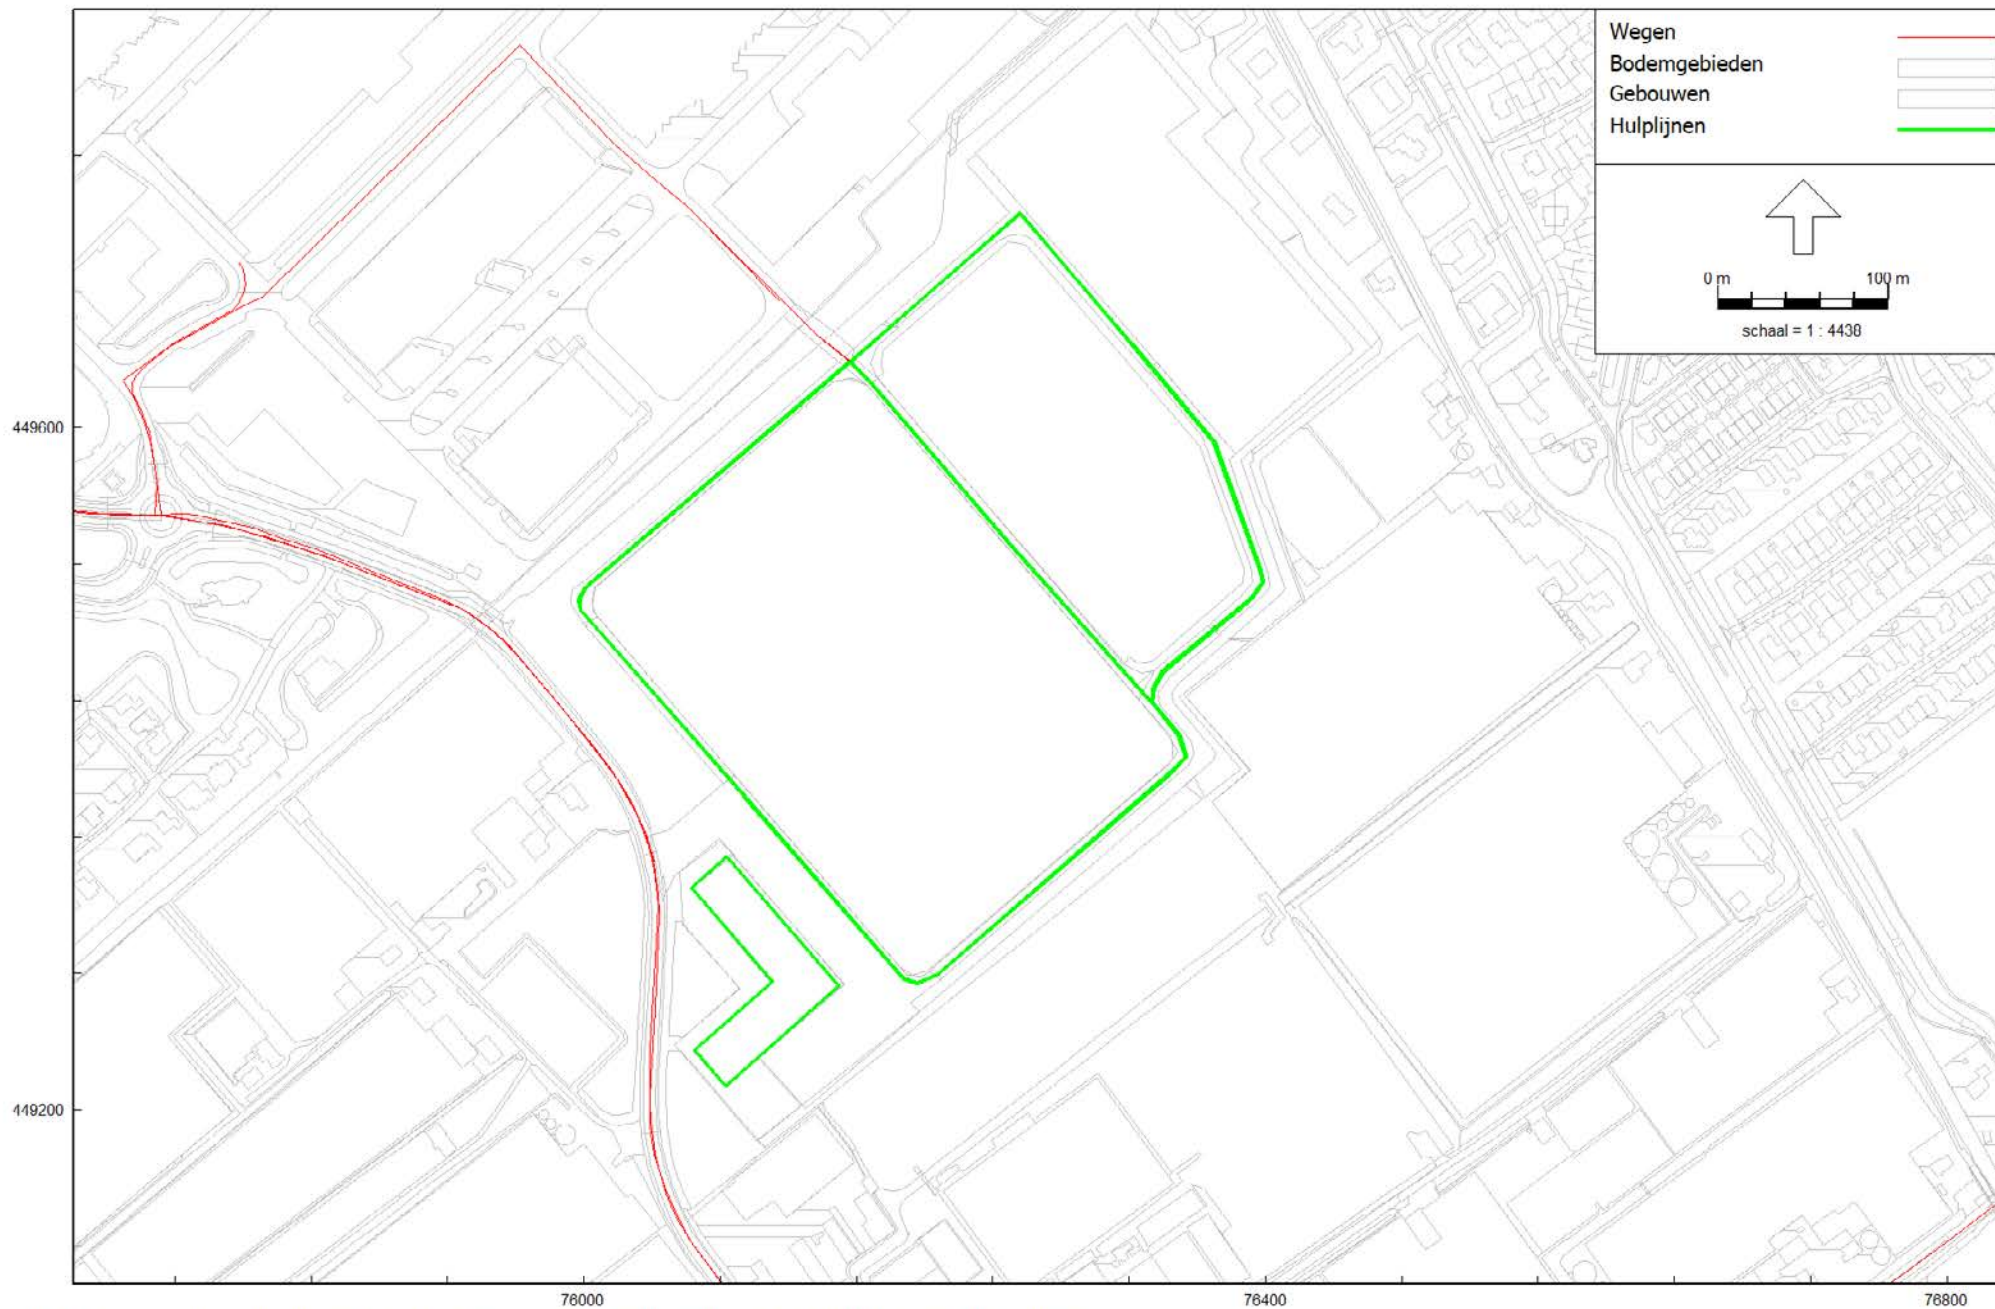 Wegen
Bodemgebieden
Gebouwen
Hulplijnen
0 m 100 m
schaal = 1 : 4438
449600
449200
76000 76400 76800